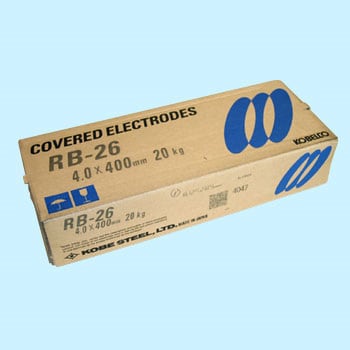 COVERED ELECTRODES
RB-26
4.0×400mm 20kg
KOBELCO
RB-26
4.0×400mm 20kg
4047
KOBE STEEL, LTD. MADE IN JAPAN